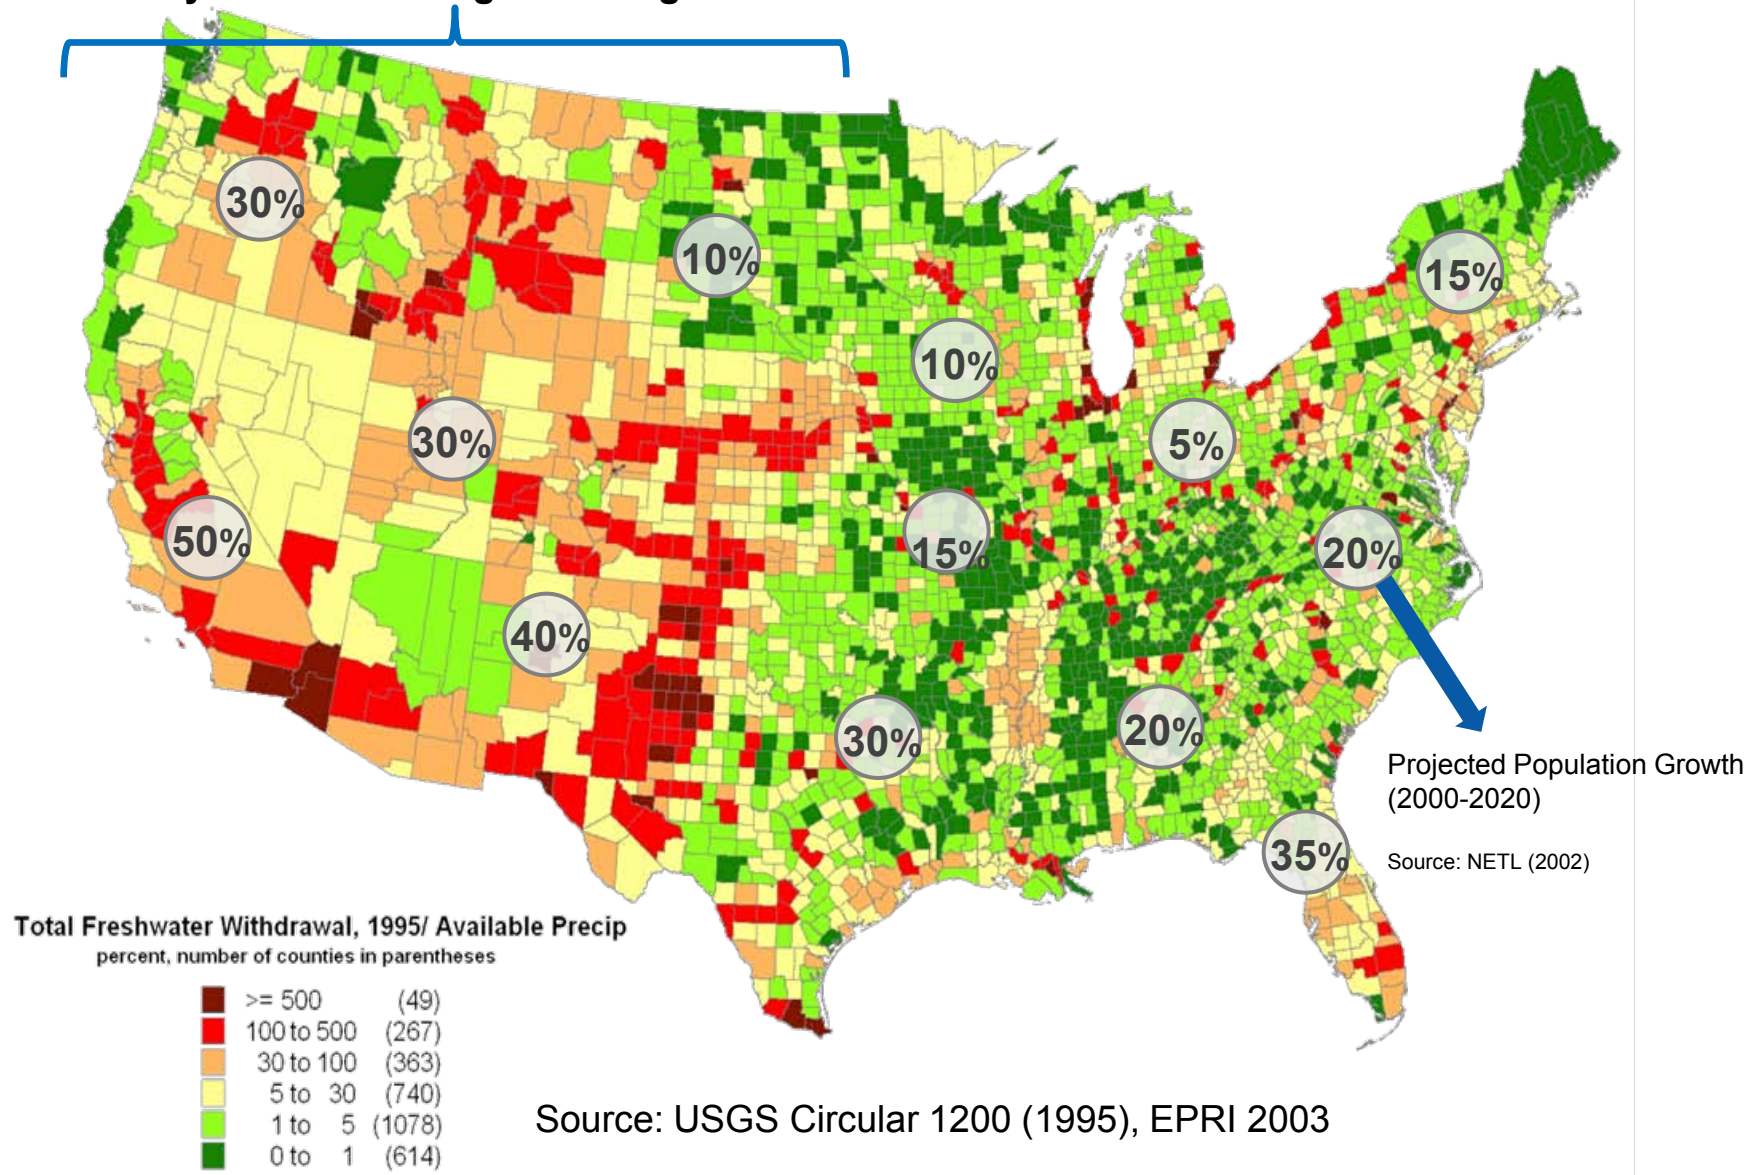 30%
10%
15%
10%
30%
5%
50%
15%
20%
40%
30%
20%
Projected Population Growth
(2000-2020)
35%
Source: NETL (2002)
Total Freshwater Withdrawal, 1995/ Available Precip
percent, number of counties in parentheses
>= 500 (49)
100 to 500 (267)
30 to 100 (363)
5 to 30 (740)
1 to 5 (1078)
0 to 1 (614)
Source: USGS Circular 1200 (1995), EPRI 2003